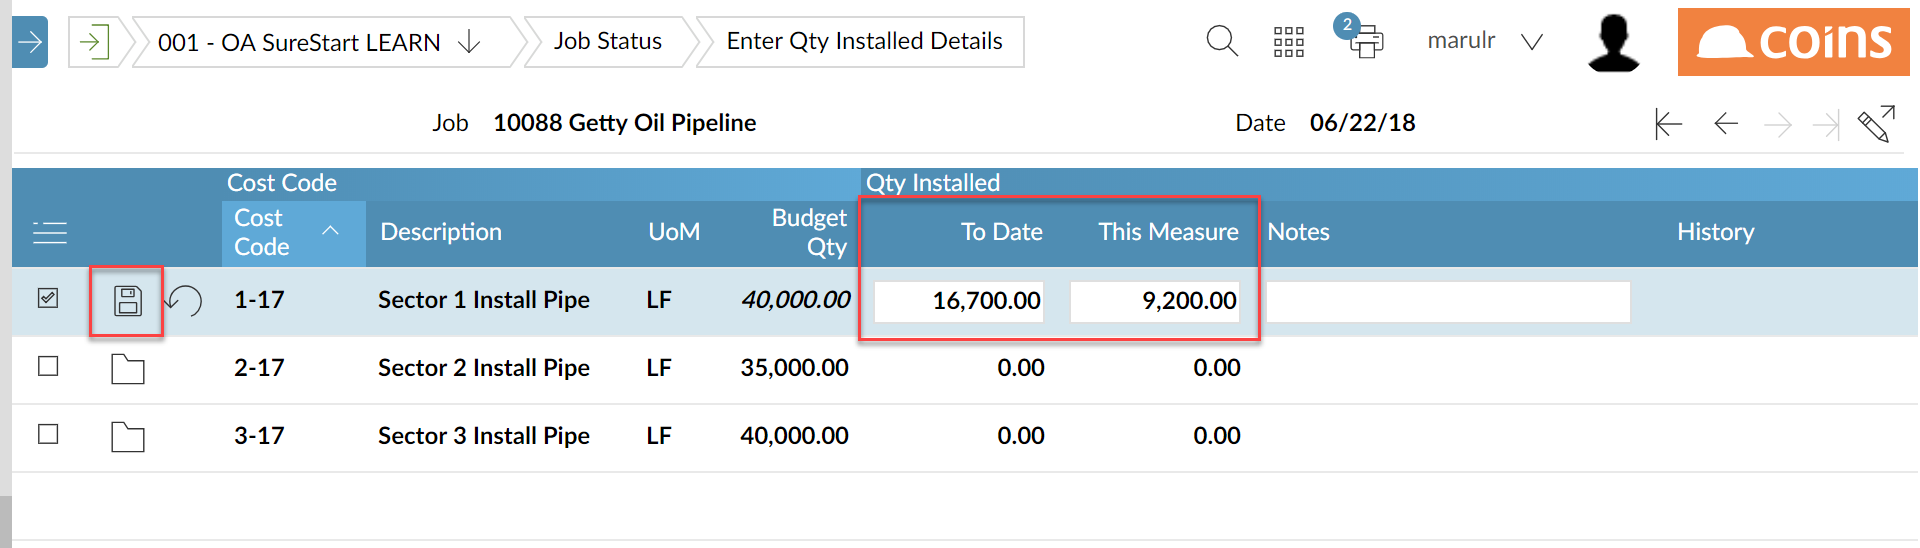 001 - OA SureStart LEARN Job Status Enter Qty Installed Details 2 marulr coins
Job 10088 Getty Oil Pipeline Date 06/22/18
Cost Code Qty Installed
Cost Code Description UoM Budget Qty To Date This Measure Notes History
1-17 Sector 1 Install Pipe LF 40,000.00 16,700.00 9,200.00
2-17 Sector 2 Install Pipe LF 35,000.00 0.00 0.00
3-17 Sector 3 Install Pipe LF 40,000.00 0.00 0.00